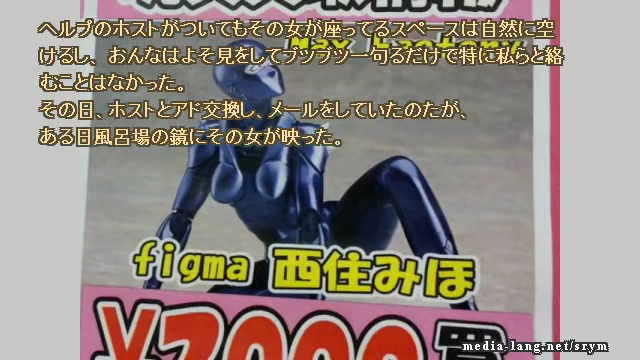 ヘルプのホストがついてもその女が座ってるスペースは自然に空
けるし、おんなはよそ見をしてブツブツ一句るだけで特に私らと絡
むことはなかった。
その日、ホストとアド交換し、メールをしていたのたが、
ある日風呂場の鏡にその女が映った。
figma 西住みほ
media-lang.net/srym